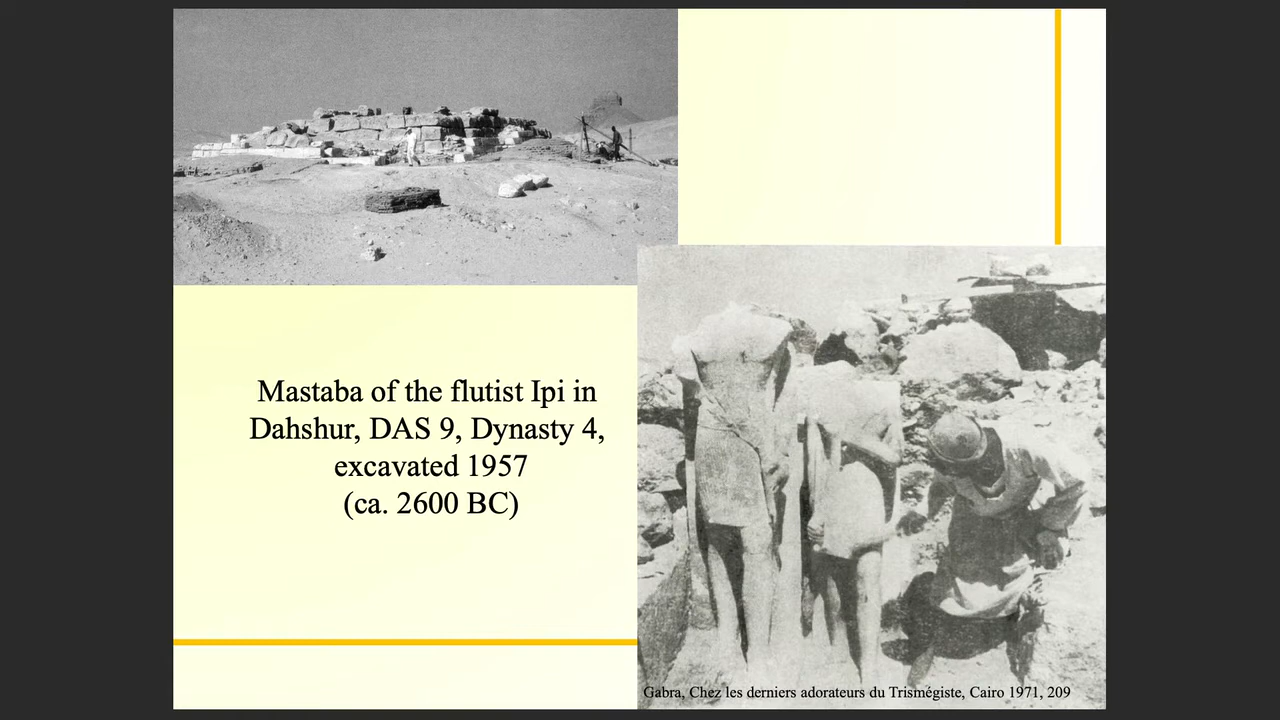 Mastaba of the flutist Ipi in
Dahshur, DAS 9, Dynasty 4,
excavated 1957
(ca. 2600 BC)
Gabra, Chez les derniers adorateurs du Trismégiste, Cairo 1971, 209